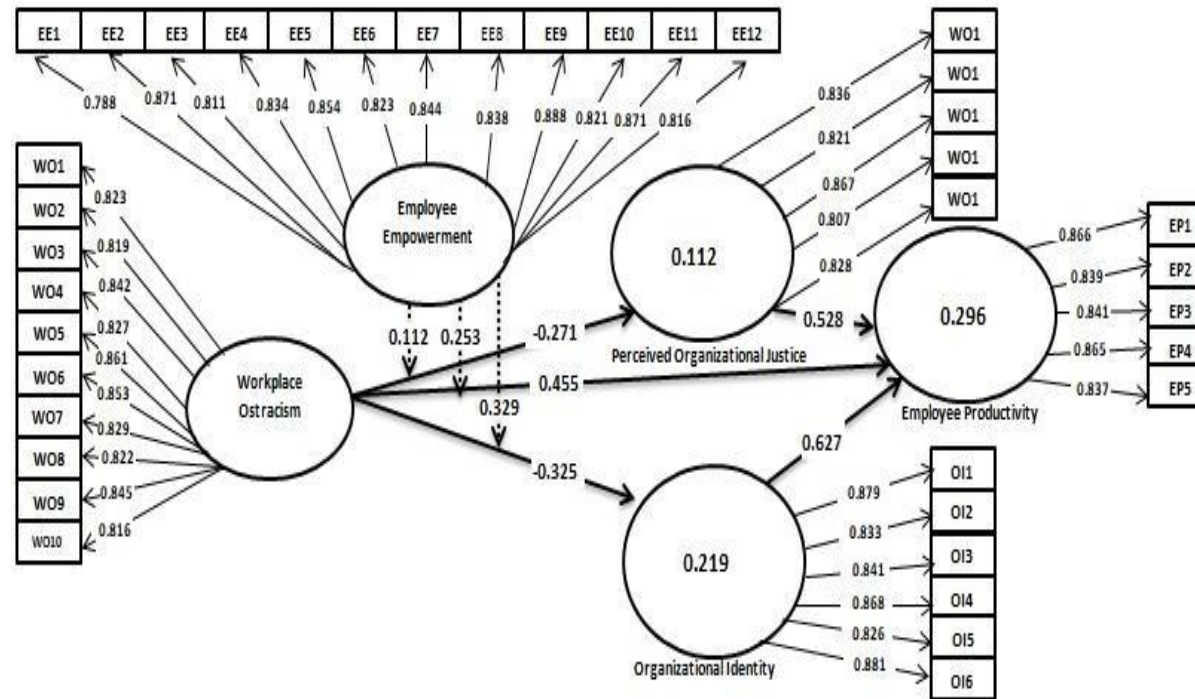 EE1 EE2 EE3 EE4 EE5 EE6 EE7 EE8 EE9 EE10 EE11 EE12
0.788 0.871 0.811 0.834 0.854 0.823 0.844 0.838 0.888 0.821 0.871 0.816
WO1
WO1
WO1
WO1
WO1
0.836
0.821
0.867
0.807
0.828
WO1
WO2
WO3
WO4
WO5
WO6
WO7
WO8
WO9
WO10
0.823
0.819
0.842
0.827
0.861
0.853
0.829
0.822
0.845
0.816
Employee
Empowerment
Workplace
Ostracism
0.112
Perceived Organizational Justice
0.112
0.253
0.329
-0.271
0.455
-0.325
0.528
0.627
0.296
Employee Productivity
0.866
0.839
0.841
0.865
0.837
EP1
EP2
EP3
EP4
EP5
0.219
Organizational Identity
0.879
0.833
0.841
0.868
0.826
0.881
OI1
OI2
OI3
OI4
OI5
OI6